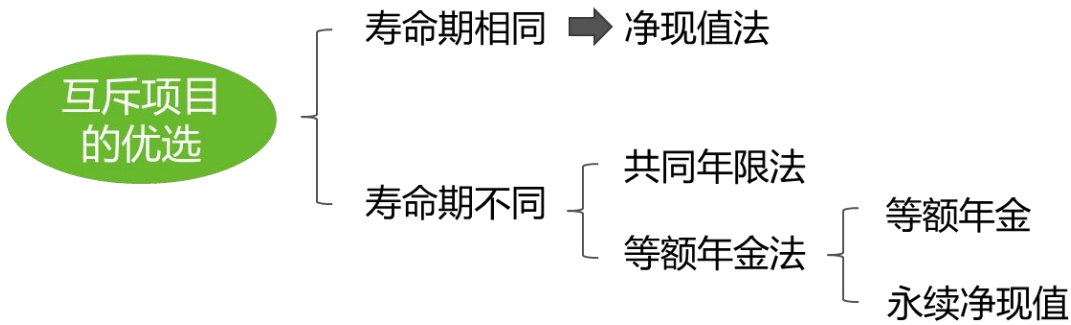 互斥项目
的优选
寿命期相同
净现值法
寿命期不同
共同年限法
等额年金法
等额年金
永续净现值